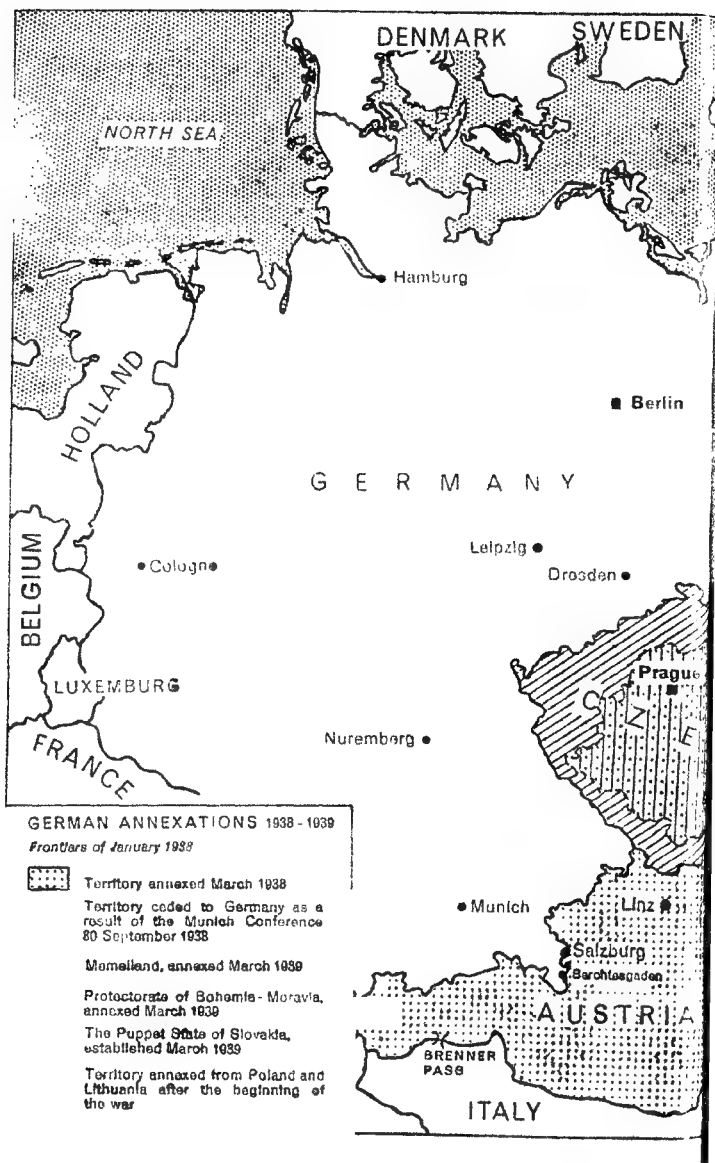 DENMARK
SWEDEN
NORTH SEA
Hamburg
HOLLAND
Berlin
GERMANY
BELGIUM
Cologne
Leipzig
Dresden
LUXEMBURG
FRANCE
Nuremberg
Prague
C Z E
GERMAN ANNEXATIONS 1938-1939
Frontiers of January 1938
Territory annexed March 1938
Territory ceded to Germany as a
result of the Munich Conference
30 September 1938
Memelland, annexed March 1939
Protectorate of Bohemia-Moravia,
annexed March 1939
The Puppet State of Slovakia,
established March 1939
Territory annexed from Poland and
Lithuania after the beginning of
the war
Munich
Linz
Salzburg
Berchtesgaden
AUSTRIA
BRENNER
PASS
ITALY